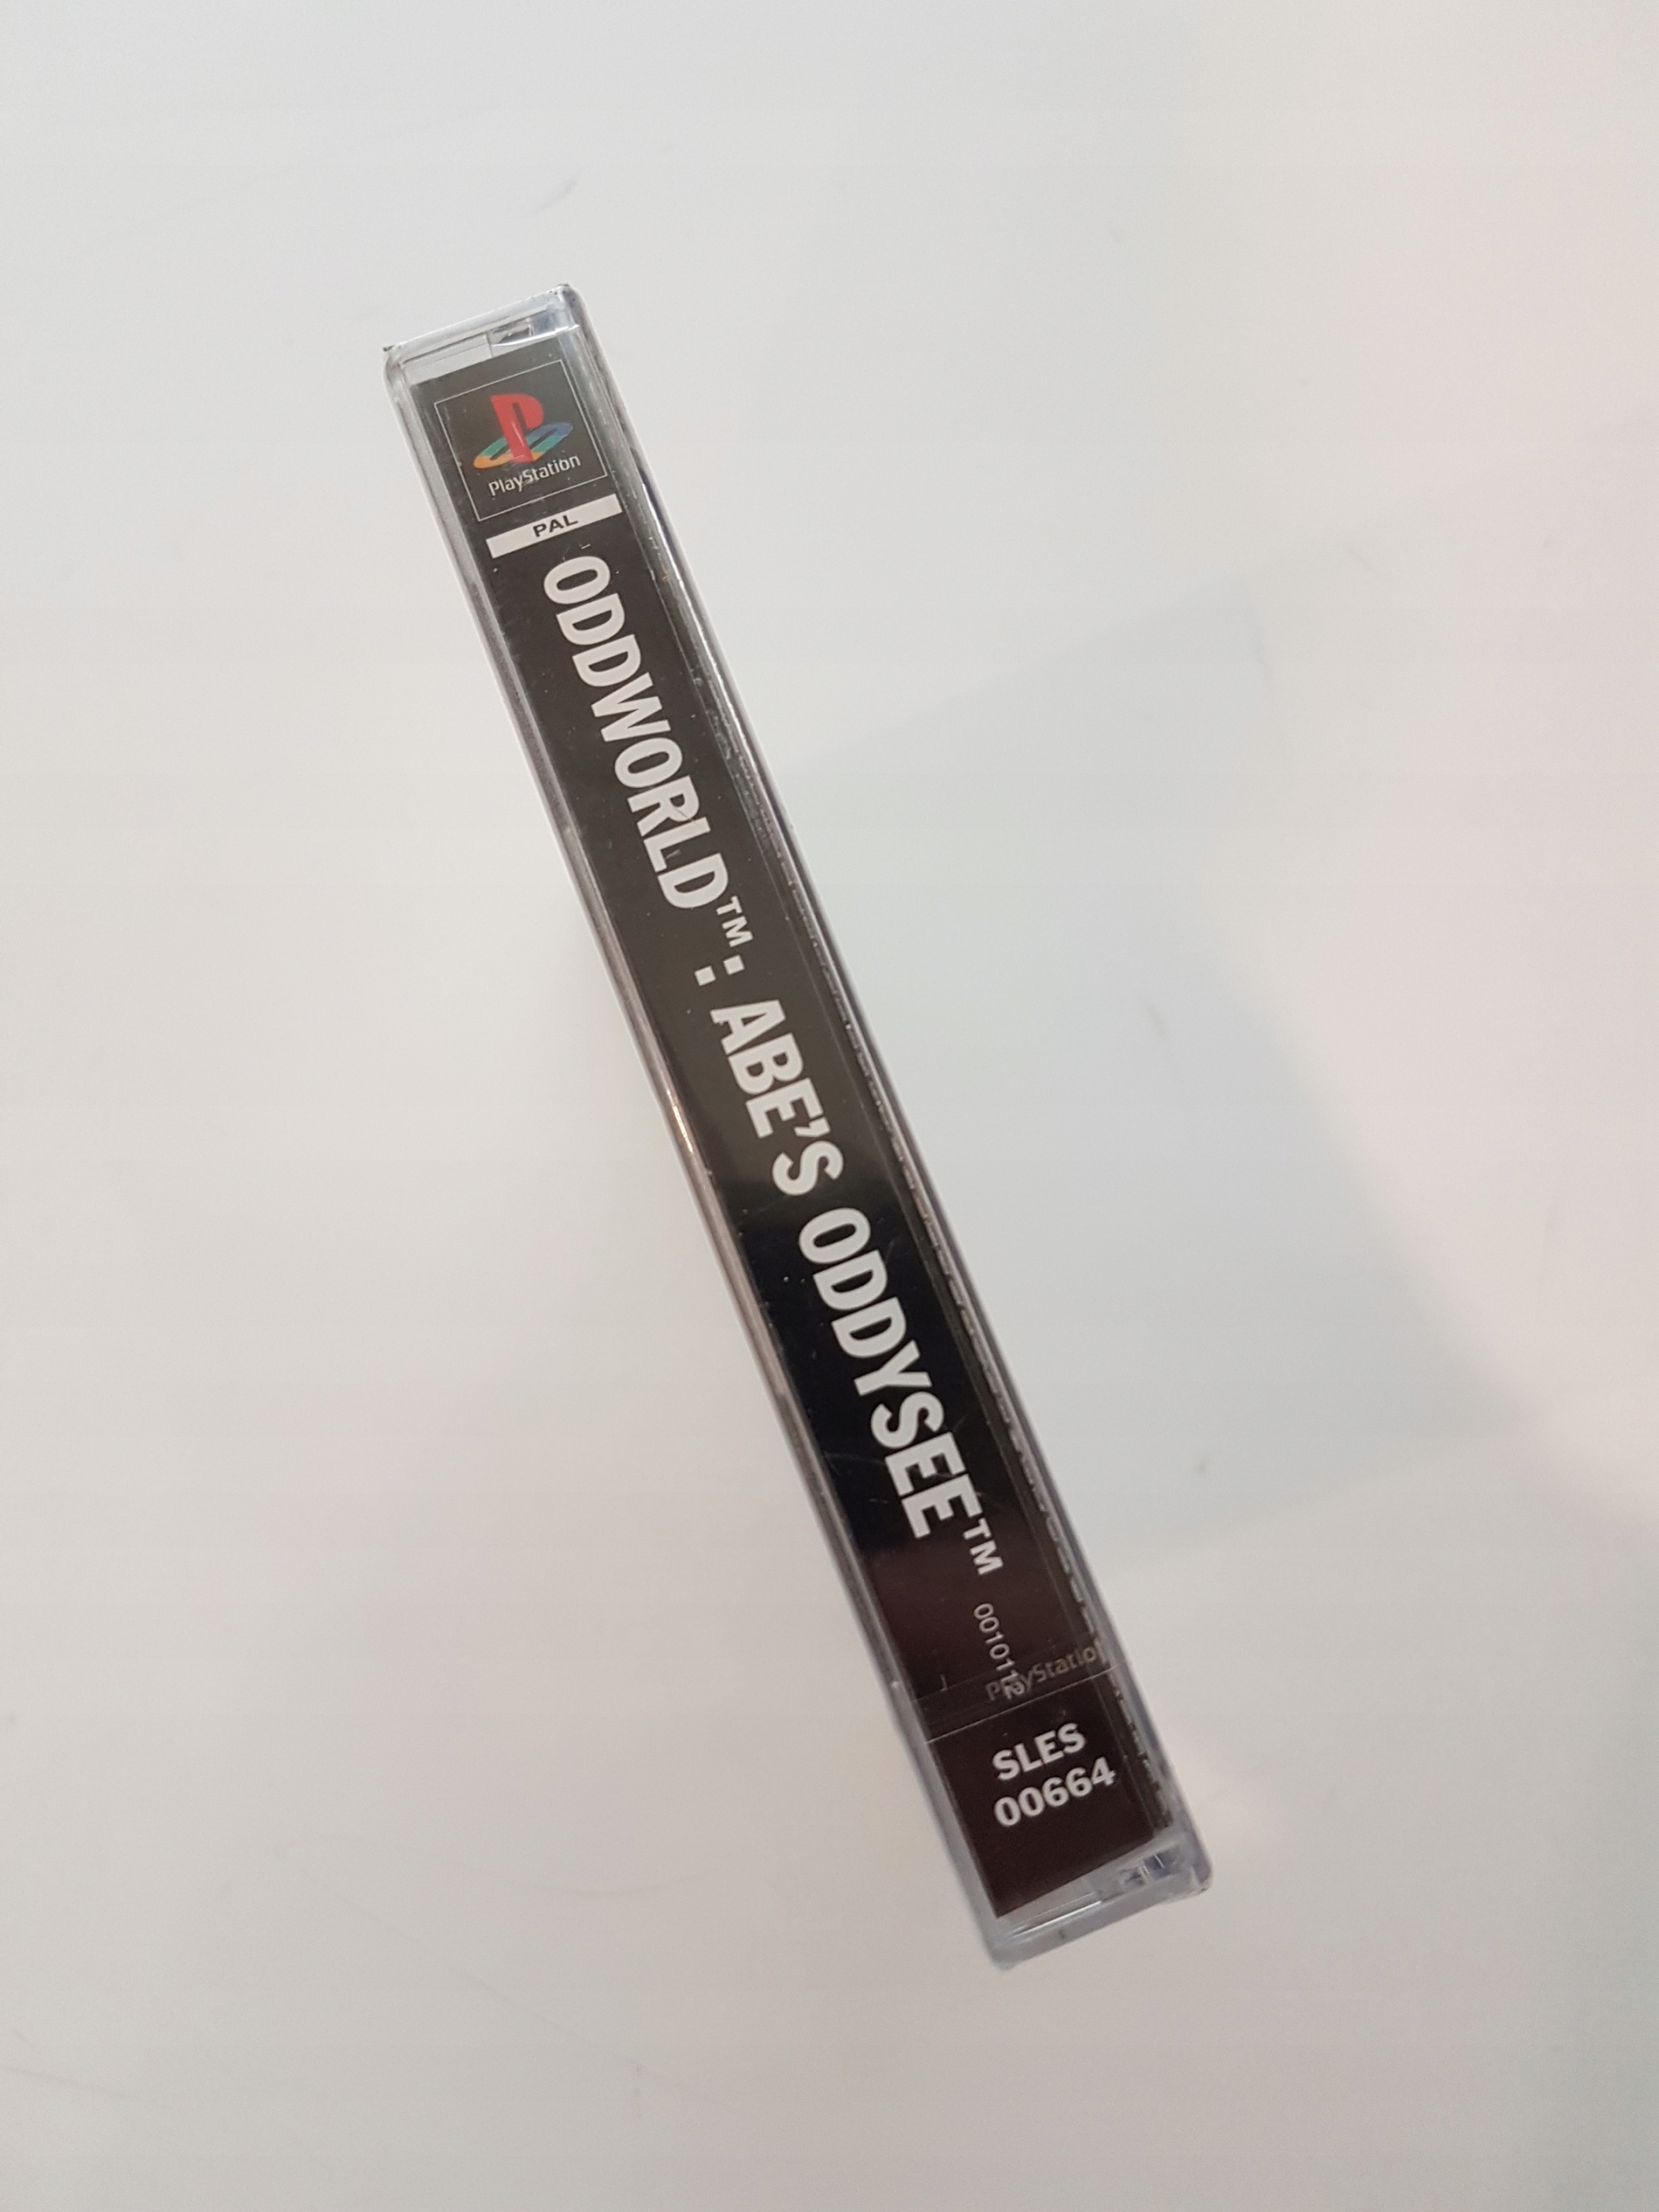 PlayStation
PAL
ODDWORLD™: ABE'S ODDYSEE™
PlayStation
SLES
00664